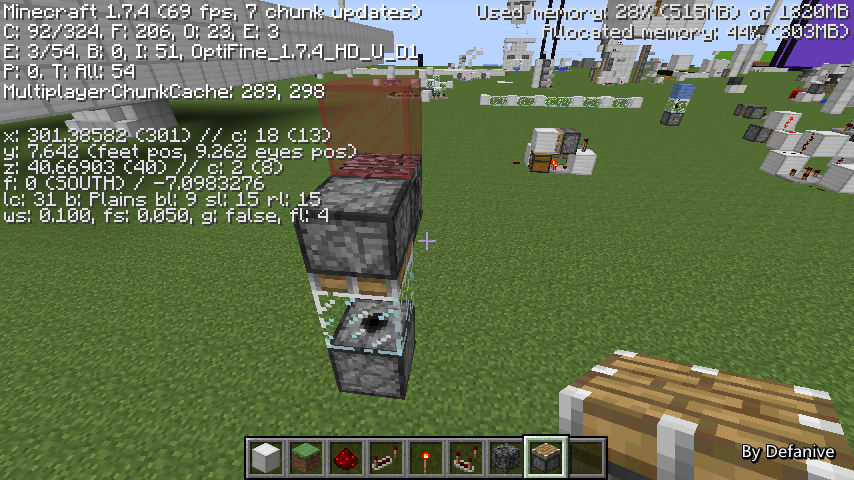 Minecraft 1.7.4 (69 fps, 7 chunk updates)
C: 92/324, F: 206, O: 23, E: 3
E: 3/54, B: 0, I: 51, OptiFine_1.7.4_HD_U_D1
P: 0, T: All: 54
MultiplayerChunkCache: 289, 298
x: 301.98582 (301) // c: 18 (13)
y: 7.642 (feet pos, 9.262 eyes pos)
z: 40.66903 (40) // c: 2 (8)
f: 0 (SOUTH) / -7.0983276
lc: 31 b: Plains bl: 9 sl: 15 rl: 15
ws: 0.100, fs: 0.050, g: false, fl: 4
Used memory: 28% (515MB) of 1820MB
Allocated memory: 44% (803MB)
By Defanive